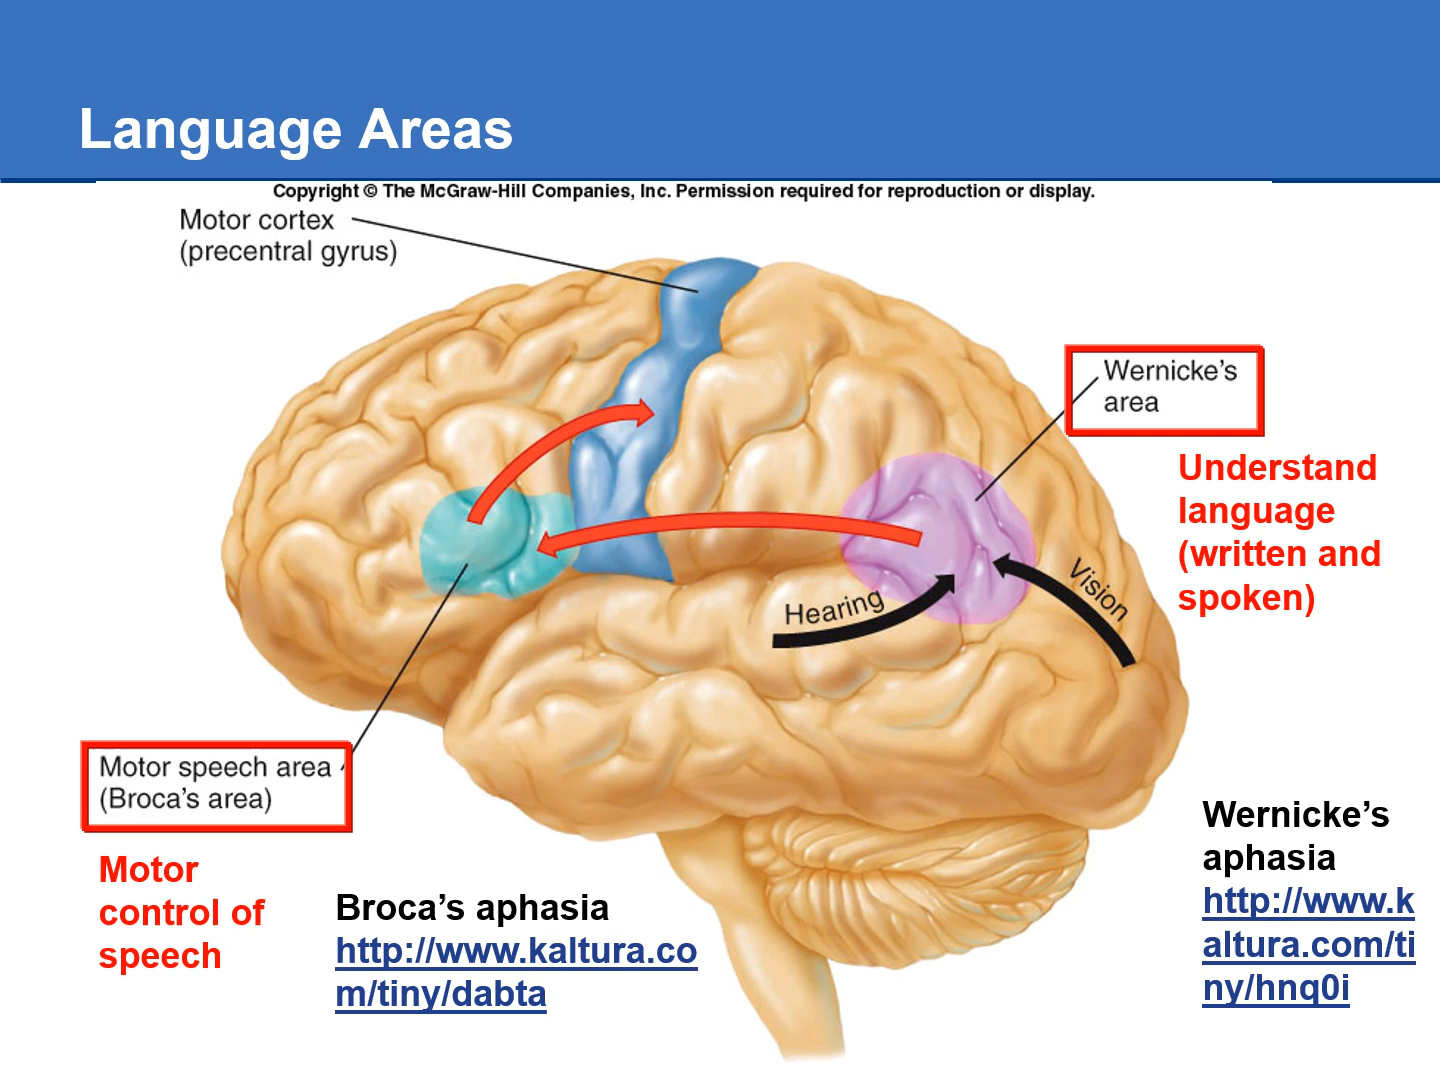 Language Areas
Copyright © The McGraw-Hill Companies, Inc. Permission required for reproduction or display.
Motor cortex
(precentral gyrus)
Wernicke’s
area
Understand
language
(written and
spoken)
Hearing
Vision
Motor speech area
(Broca’s area)
Motor
control of
speech
Broca’s aphasia
http://www.kaltura.co
m/tiny/dabta
Wernicke’s
aphasia
http://www.k
altura.com/ti
ny/hnq0i